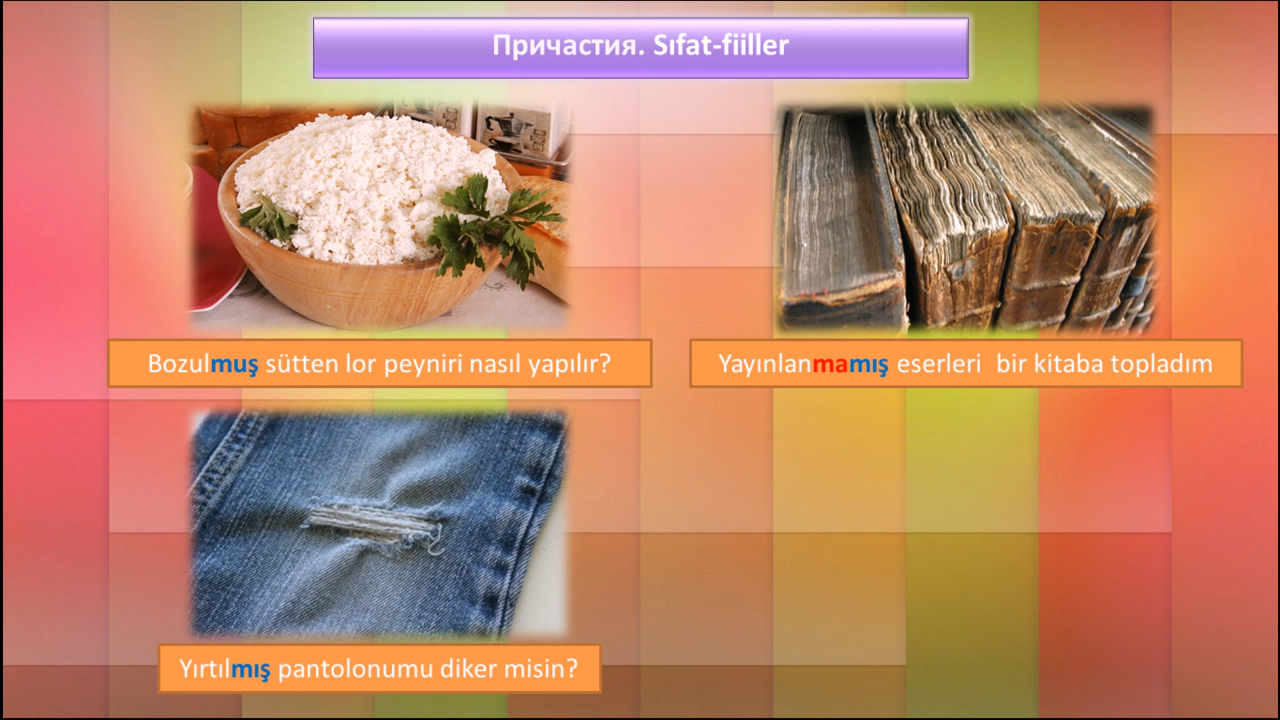 Причастия. Sıfat-fiiller
Bozulmuş sütten lor peyniri nasıl yapılır?
Yayınlanmamış eserleri  bir kitaba topladım
Yırtılmış pantolonumu diker misin?